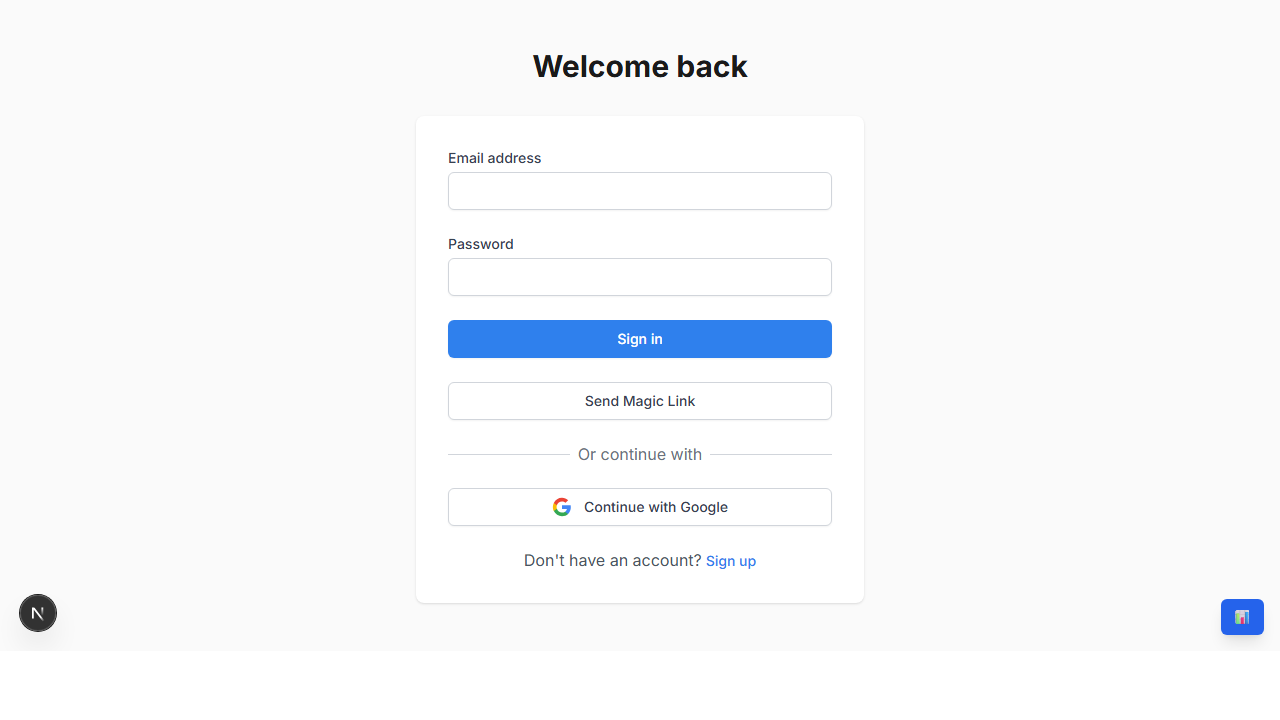 Welcome back
Email address
Password
Sign in
Send Magic Link
Or continue with
Continue with Google
Don't have an account? Sign up
N